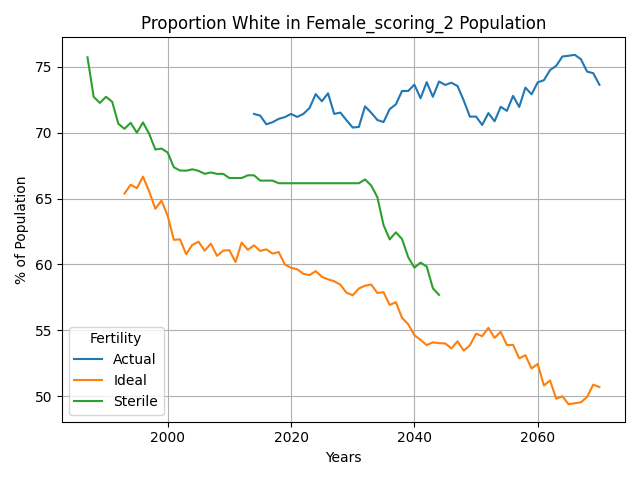 Proportion White in Female_scoring_2 Population
% of Population
75
70
65
60
55
50
Fertility
Actual
Ideal
Sterile
2000
2020
2040
2060
Years